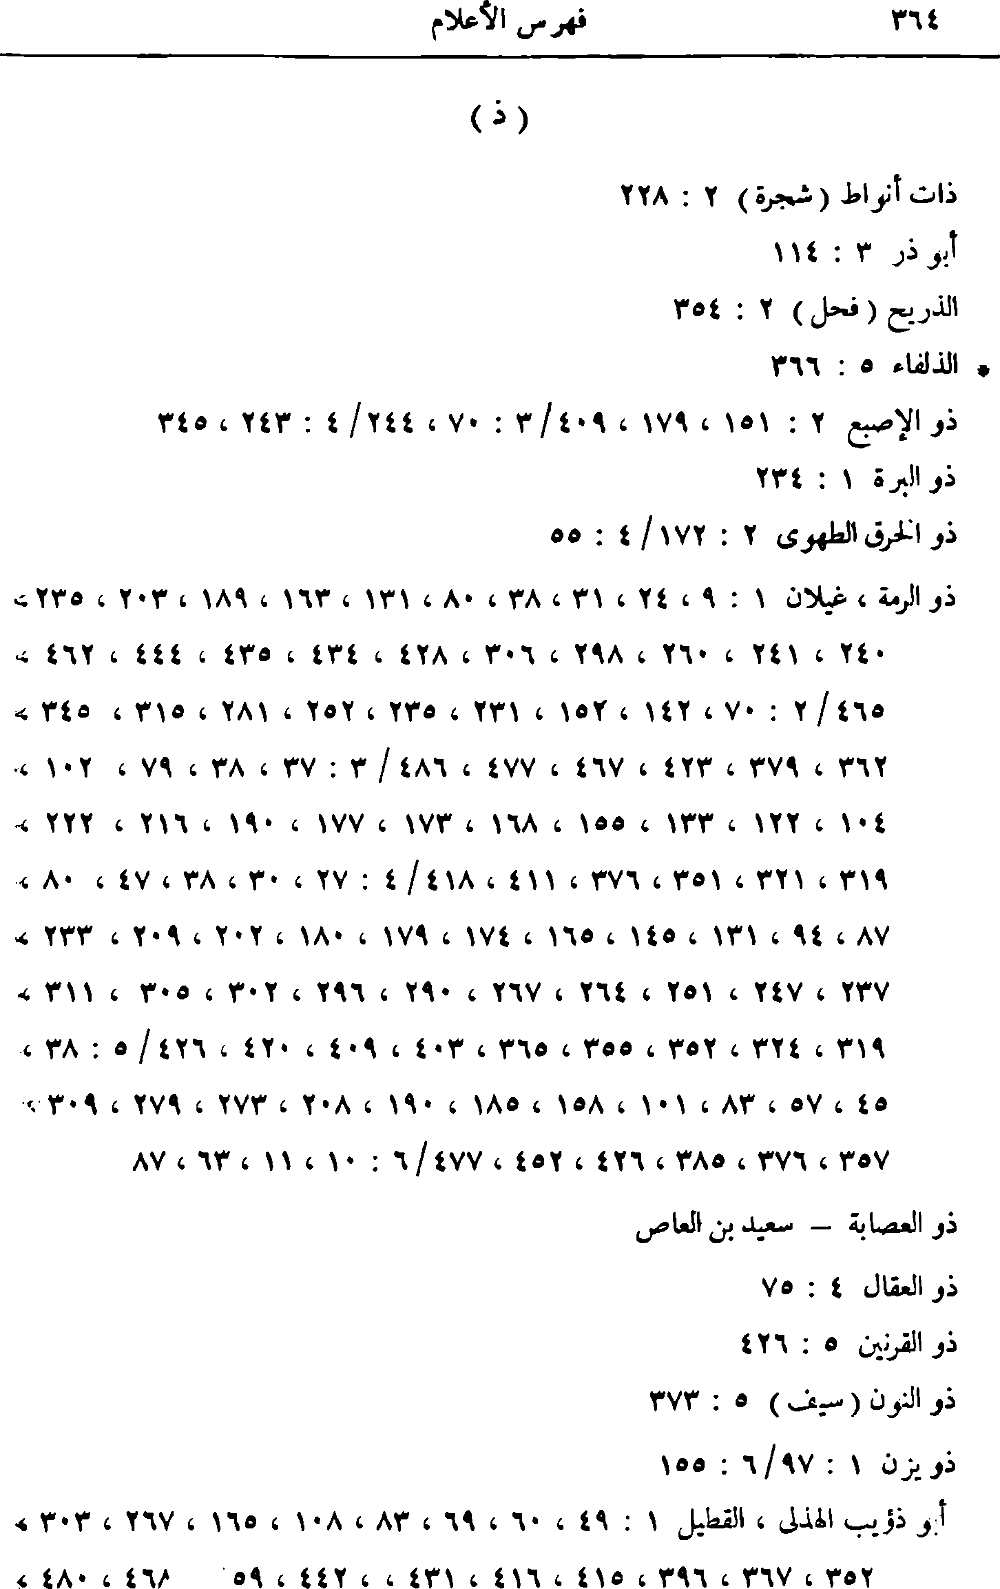 ٣٦٤ فهرس الأعلام
( ذ )
ذات أنواط ( شجرة ) ٢ : ٢٢٨
أبو ذر ٣ : ١١٤
الذريح ( فحل ) ٢ : ٣٥٤
* الذلفاء ٥ : ٣٦٦
ذو الإصبع ٢ : ١٥١ ، ١٧٩ ، ٤٠٩/ ٣ : ٧٠ ، ٢٤٤/ ٤ : ٢٤٣ ، ٣٤٥
ذو البرة ١ : ٢٣٤
ذو الخرق الطهوى ٢ : ١٧٢/ ٤ : ٥٥
ذو الرمة ، غيلان ١ : ٩ ، ٢٤ ، ٣١ ، ٣٨ ، ٨٠ ، ١٣١ ، ١٦٣ ، ١٨٩ ، ٢٠٣ ، ٢٣٥ ،
٢٤٠ ، ٢٤١ ، ٢٦٠ ، ٢٩٨ ، ٣٠٦ ، ٤٢٨ ، ٤٣٤ ، ٤٣٥ ، ٤٤٤ ، ٤٦٢ ،
٤٦٥/ ٢ : ٧٠ ، ١٤٢ ، ١٥٢ ، ٢٣١ ، ٢٣٥ ، ٢٥٢ ، ٢٨١ ، ٣١٥ ، ٣٤٥ ،
٣٦٢ ، ٣٧٩ ، ٤٢٣ ، ٤٦٧ ، ٤٧٧ ، ٤٨٦/ ٣ : ٣٧ ، ٣٨ ، ٧٩ ، ١٠٢ ،
١٠٤ ، ١٢٢ ، ١٣٣ ، ١٥٥ ، ١٦٨ ، ١٧٣ ، ١٧٧ ، ١٩٠ ، ٢١٦ ، ٢٢٢ ،
٣١٩ ، ٣٢١ ، ٣٥١ ، ٣٧٦ ، ٤١١ ، ٤١٨/ ٤ : ٢٧ ، ٣٠ ، ٣٨ ، ٤٧ ، ٨٠ ،
٨٧ ، ٩٤ ، ١٣١ ، ١٤٥ ، ١٦٥ ، ١٧٤ ، ١٧٩ ، ١٨٠ ، ٢٠٢ ، ٢٠٩ ، ٢٣٣ ،
٢٣٧ ، ٢٤٧ ، ٢٥١ ، ٢٦٤ ، ٢٦٧ ، ٢٩٠ ، ٢٩٦ ، ٣٠٢ ، ٣٠٥ ، ٣١١ ،
٣١٩ ، ٣٢٤ ، ٣٥٢ ، ٣٥٥ ، ٣٦٥ ، ٤٠٣ ، ٤٠٩ ، ٤٢٠ ، ٤٢٦/ ٥ : ٣٨ ،
٤٥ ، ٥٧ ، ٨٣ ، ١٠١ ، ١٥٨ ، ١٨٥ ، ١٩٠ ، ٢٠٨ ، ٢٧٣ ، ٢٧٩ ، ٣٠٩ ،
٣٥٧ ، ٣٧٦ ، ٣٨٥ ، ٤٢٦ ، ٤٥٢ ، ٤٧٧/ ٦ : ١٠ ، ١١ ، ٦٣ ، ٨٧
ذو العصابة – سعيد بن العاص
ذو العقال ٤ : ٧٥
ذو القرنين ٥ : ٤٢٦
ذو النون ( سيف ) ٥ : ٣٧٣
ذو يزن ١ : ٩٧/ ٦ : ١٥٥
أبو ذؤيب الهذلى ، القطيل ١ : ٤٩ ، ٦٠ ، ٦٩ ، ٨٣ ، ١٠٨ ، ١٦٥ ، ٢٦٧ ، ٣٠٣ ،
٣٥٢ ، ٣٦٧ ، ٣٩٦ ، ٤١٥ ، ٤١٦ ، ٤٣١ ، ، ٤٤٢ ، ٤٦٨ ، ٤٨٠ ،